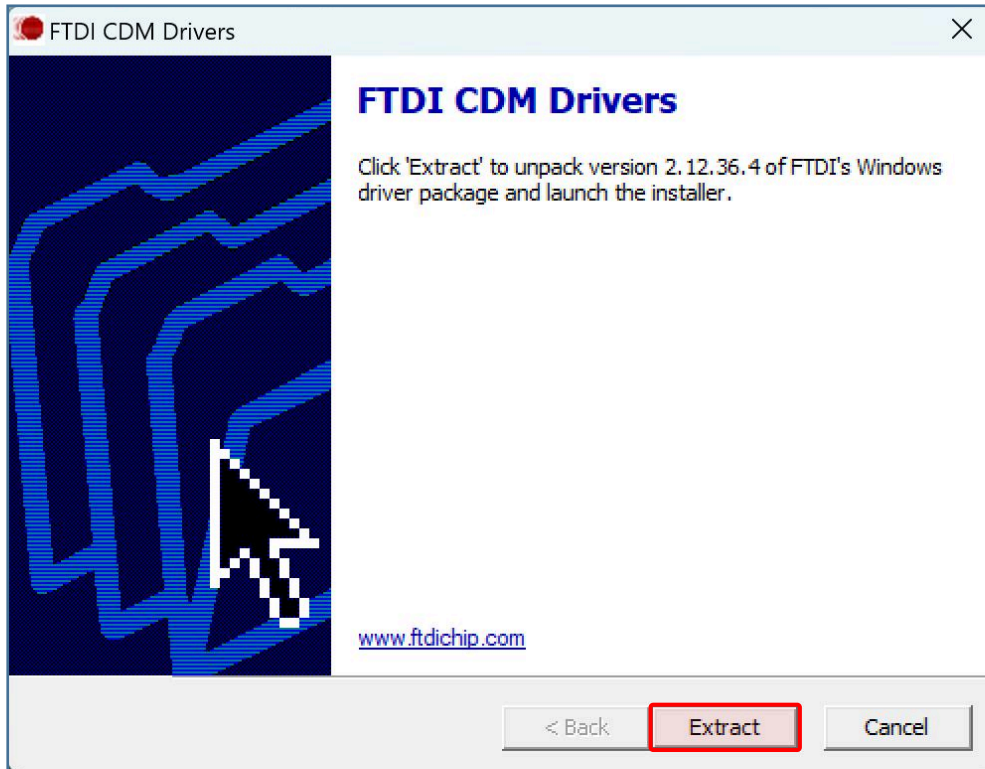 FTDI CDM Drivers
FTDI CDM Drivers
Click 'Extract' to unpack version 2.12.36.4 of FTDI's Windows
driver package and launch the installer.
www.ftdichip.com
< Back
Extract
Cancel